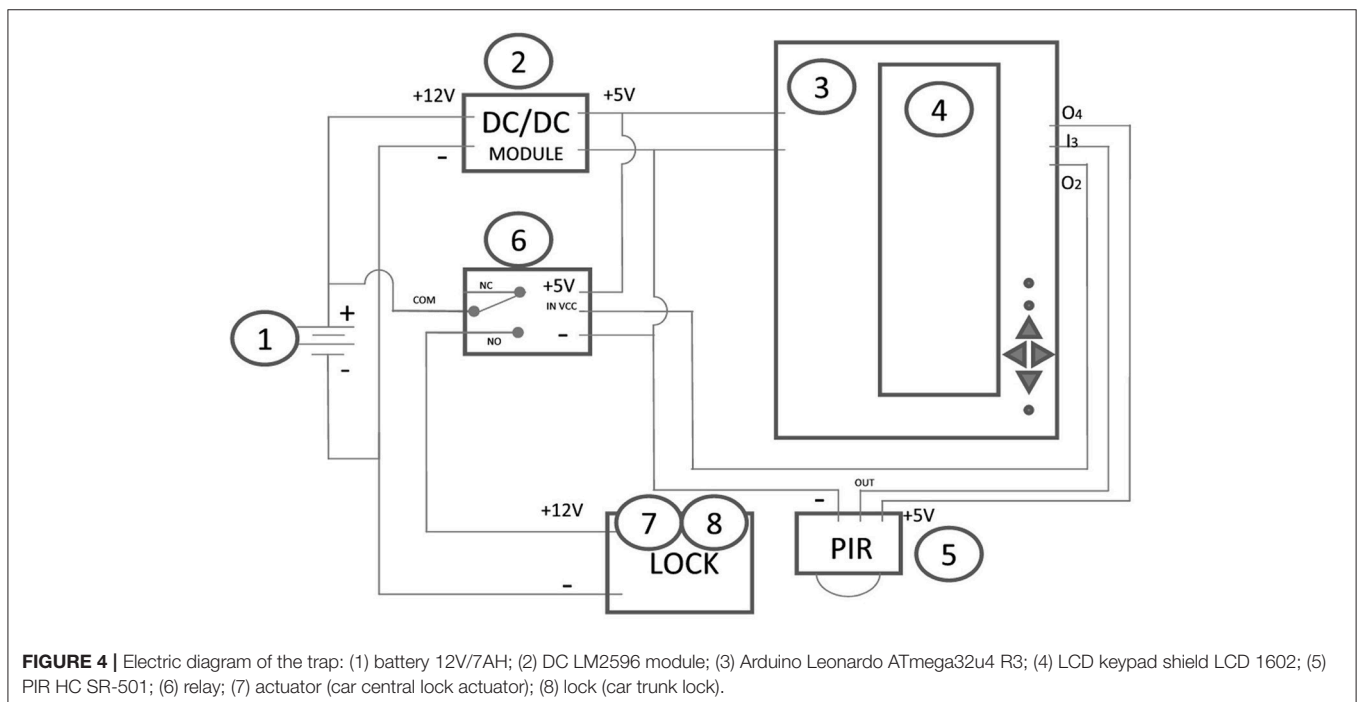 2
+12V
+5V
DC/DC
MODULE
-
3
4
O4
I3
O2
6
NC
+5V
COM
IN VCC
NO
-
1
+
-
OUT
+12V
7
8
-
+5V
LOCK
PIR
5
-
FIGURE 4 | Electric diagram of the trap: (1) battery 12V/7AH; (2) DC LM2596 module; (3) Arduino Leonardo ATmega32u4 R3; (4) LCD keypad shield LCD 1602; (5)
PIR HC SR-501; (6) relay; (7) actuator (car central lock actuator); (8) lock (car trunk lock).